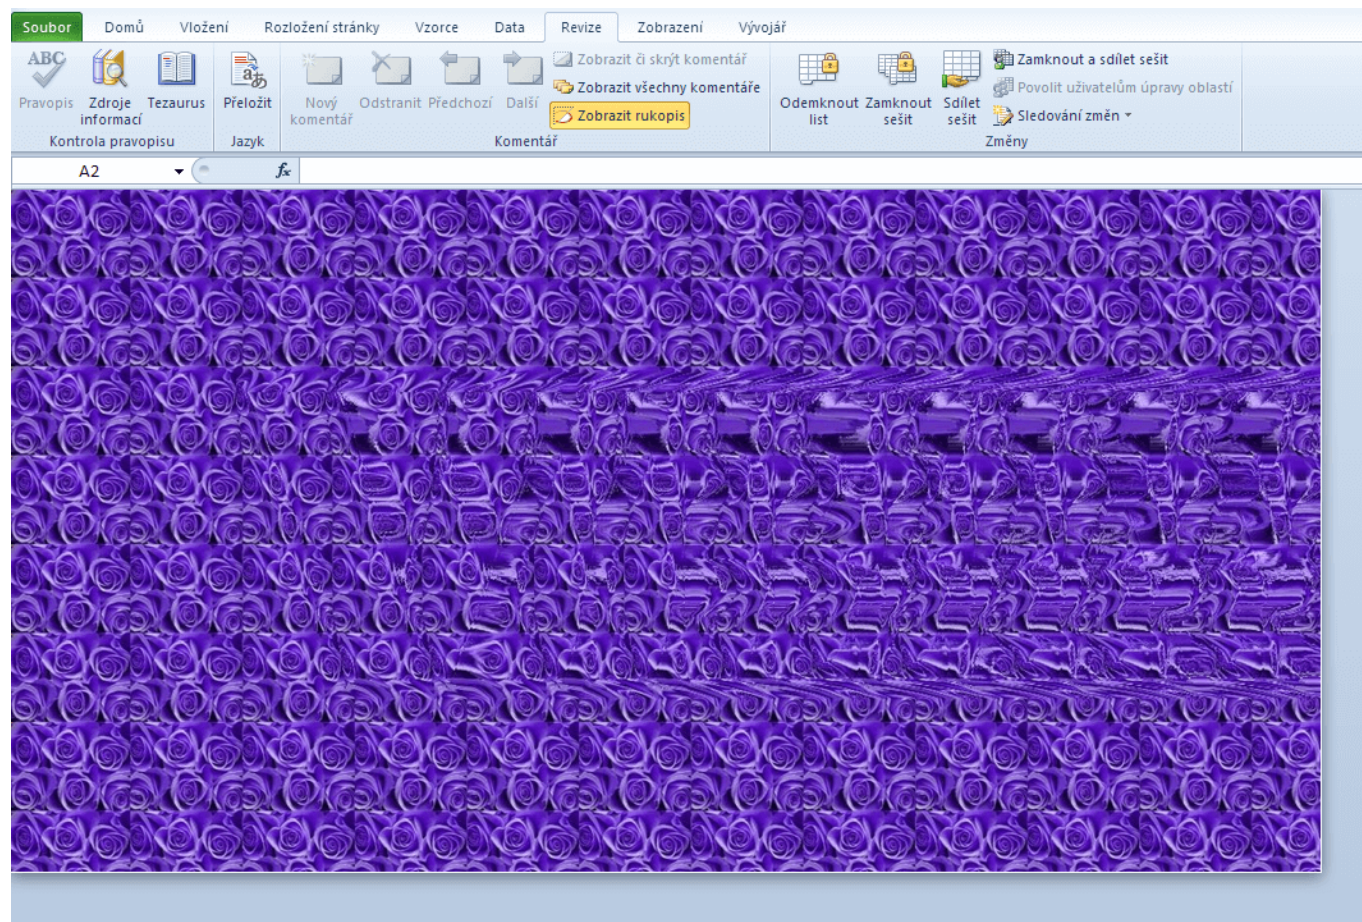 Soubor Domů Vložení Rozložení stránky Vzorce Data Revize Zobrazení Vývojář
ABC
Pravopis Zdroje informací Tezaurus
Kontrola pravopisu
Přeložit
Jazyk
Nový komentář Odstranit Předchozí Další
Zobrazit či skrýt komentář
Zobrazit všechny komentáře
Zobrazit rukopis
Komentář
Odemknout list Zamknout sešit Sdílet sešit
Zamknout a sdílet sešit
Povolit uživatelům úpravy oblastí
Sledování změn
Změny
A2 fx